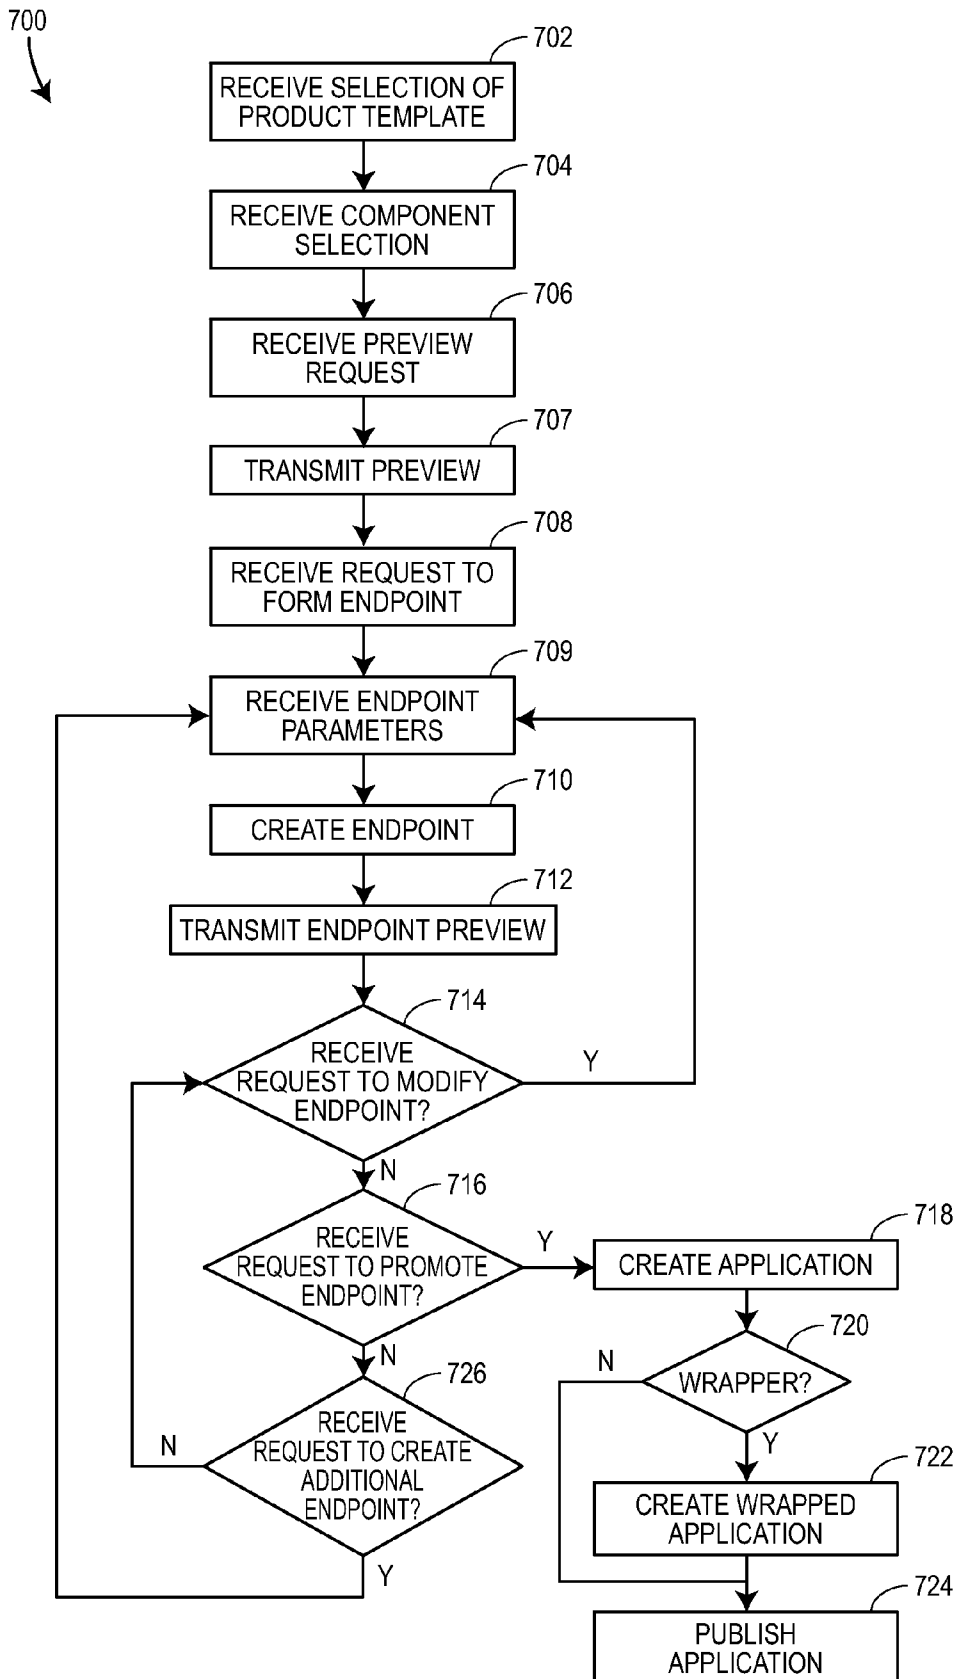 700
702
RECEIVE SELECTION OF
PRODUCT TEMPLATE
704
RECEIVE COMPONENT
SELECTION
706
RECEIVE PREVIEW
REQUEST
707
TRANSMIT PREVIEW
708
RECEIVE REQUEST TO
FORM ENDPOINT
709
RECEIVE ENDPOINT
PARAMETERS
710
CREATE ENDPOINT
712
TRANSMIT ENDPOINT PREVIEW
714
RECEIVE
REQUEST TO MODIFY
ENDPOINT?
Y
N
716
RECEIVE
REQUEST TO PROMOTE
ENDPOINT?
Y
N
718
CREATE APPLICATION
720
WRAPPER?
N
Y
722
CREATE WRAPPED
APPLICATION
724
PUBLISH
APPLICATION
726
RECEIVE
REQUEST TO CREATE
ADDITIONAL
ENDPOINT?
N
Y